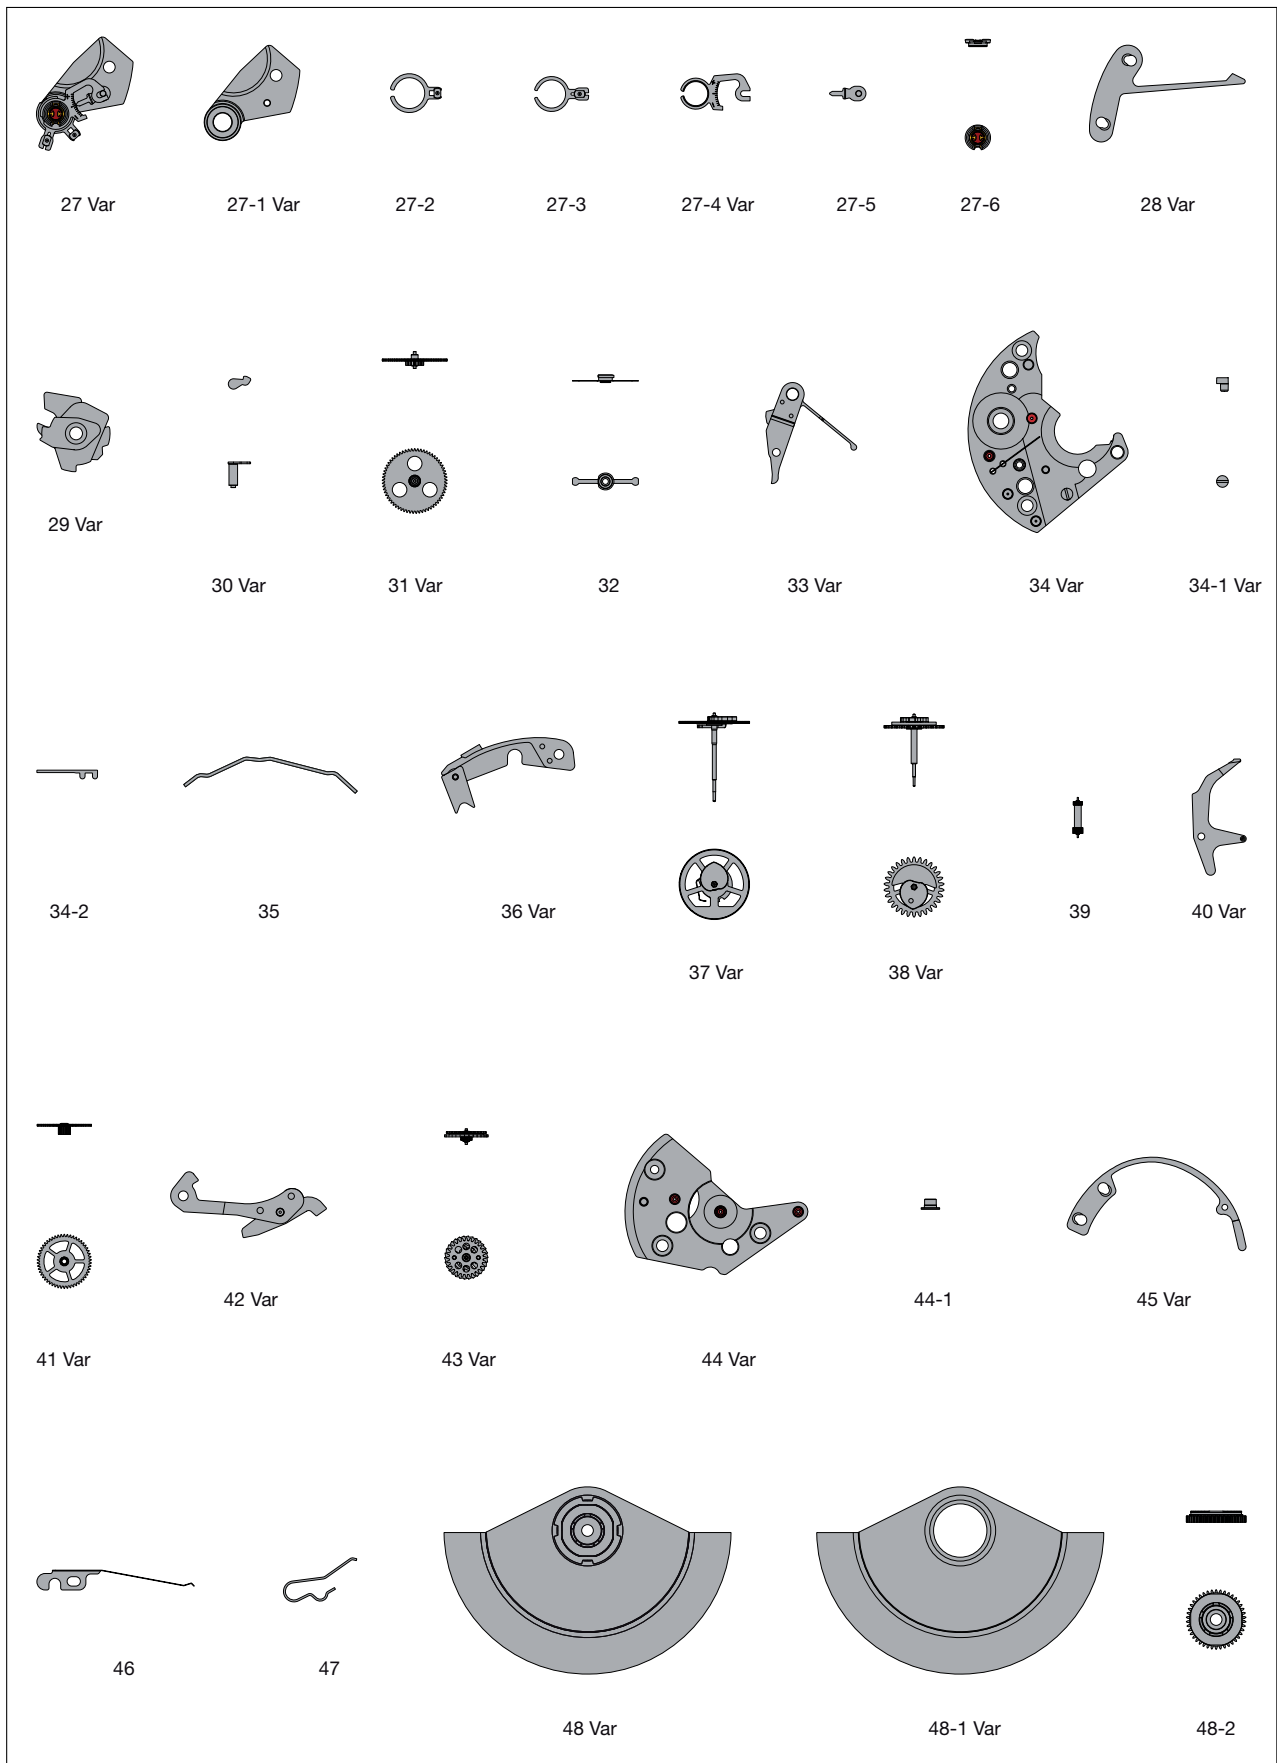 27 Var
27-1 Var
27-2
27-3
27-4 Var
27-5
27-6
28 Var
29 Var
30 Var
31 Var
32
33 Var
34 Var
34-1 Var
34-2
35
36 Var
37 Var
38 Var
39
40 Var
41 Var
42 Var
43 Var
44 Var
44-1
45 Var
46
47
48 Var
48-1 Var
48-2